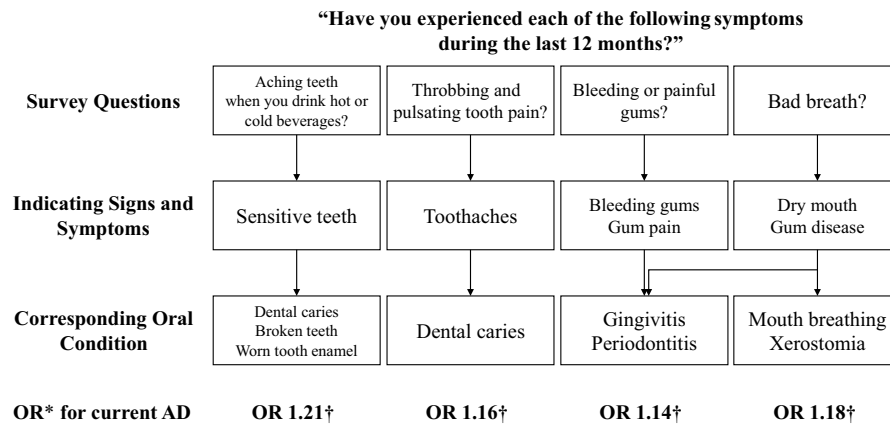 “Have you experienced each of the following symptoms
during the last 12 months?”
Survey Questions
Aching teeth
when you drink hot or
cold beverages?
Throbbing and
pulsating tooth pain?
Bleeding or painful
gums?
Bad breath?
Indicating Signs and
Symptoms
Sensitive teeth
Toothaches
Bleeding gums
Gum pain
Dry mouth
Gum disease
Corresponding Oral
Condition
Dental caries
Broken teeth
Worn tooth enamel
Dental caries
Gingivitis
Periodontitis
Mouth breathing
Xerostomia
OR* for current AD
OR 1.21†
OR 1.16†
OR 1.14†
OR 1.18†